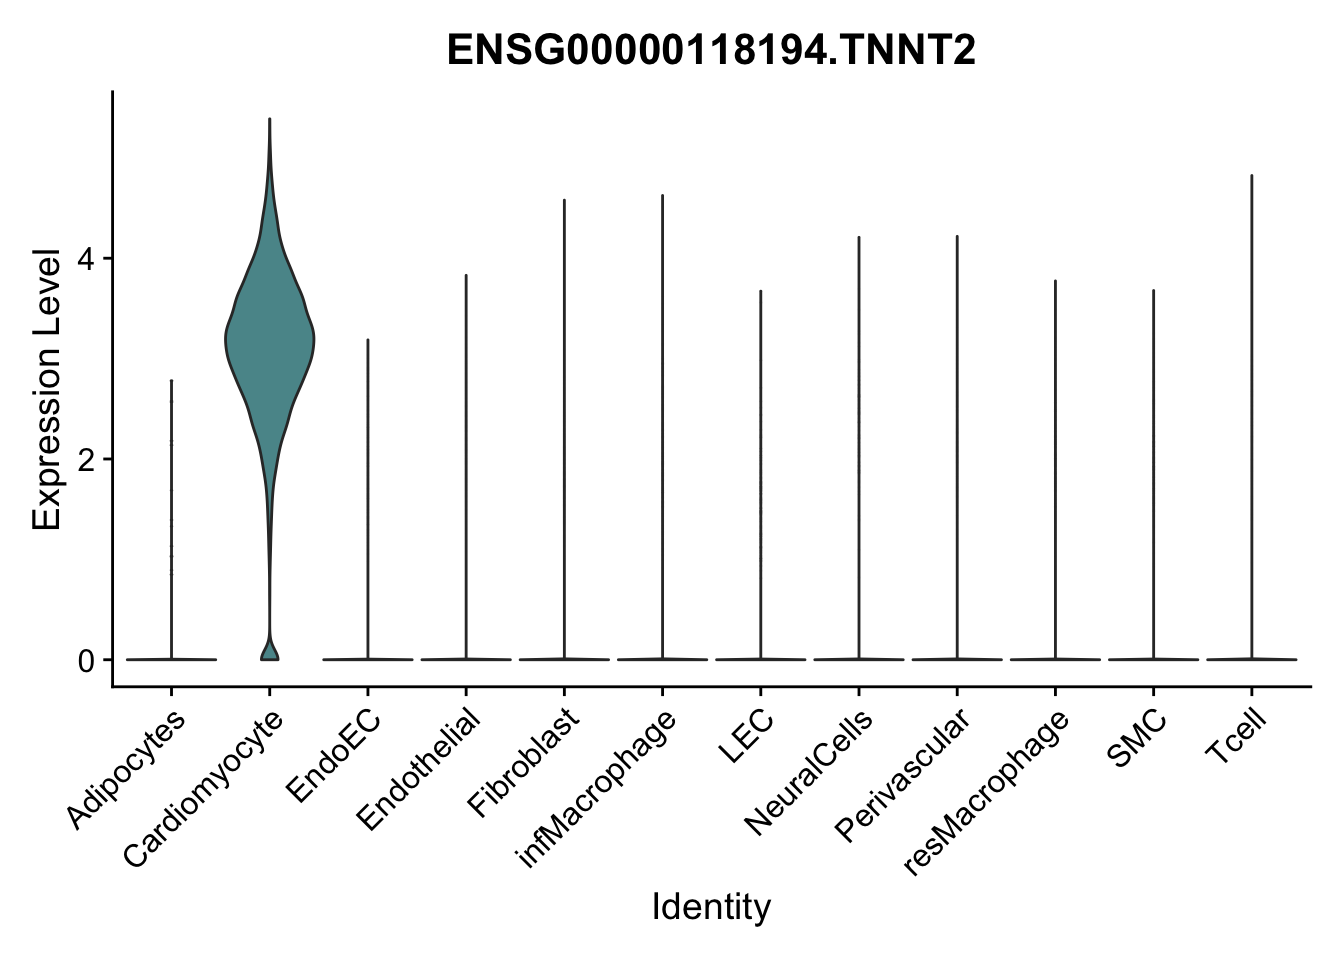 ENSG00000118194.TNNT2
Expression Level
4
2
0
Adipocytes
Cardiomyocyte
EndoEC
Endothelial
Fibroblast
infMacrophage
LEC
NeuralCells
Perivascular
resMacrophage
SMC
Tcell
Identity